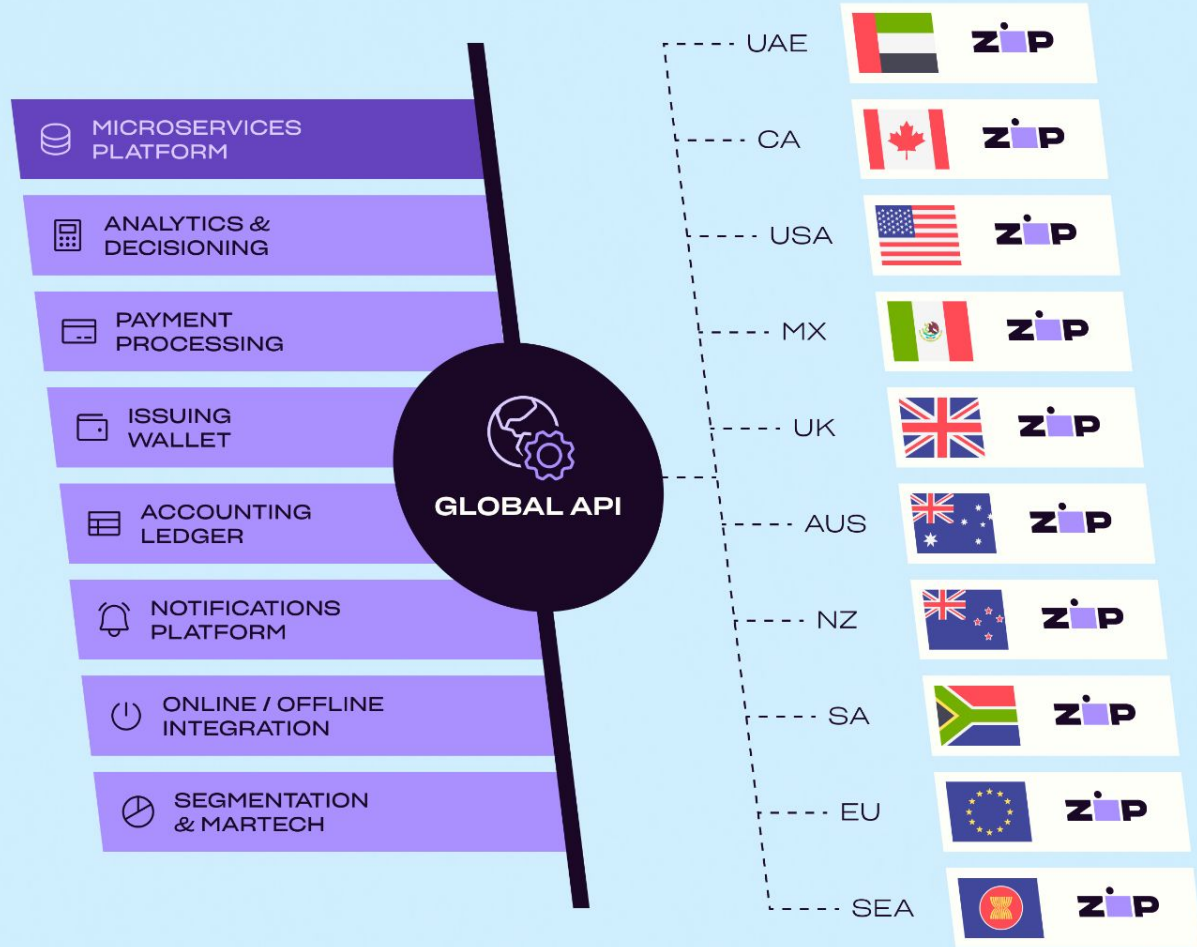 MICROSERVICES
PLATFORM
ANALYTICS &
DECISIONING
PAYMENT
PROCESSING
ISSUING
WALLET
ACCOUNTING
LEDGER
NOTIFICATIONS
PLATFORM
ONLINE / OFFLINE
INTEGRATION
SEGMENTATION
& MARTECH
GLOBAL API
UAE ZIP
CA ZIP
USA ZIP
MX ZIP
UK ZIP
AUS ZIP
NZ ZIP
SA ZIP
EU ZIP
SEA ZIP